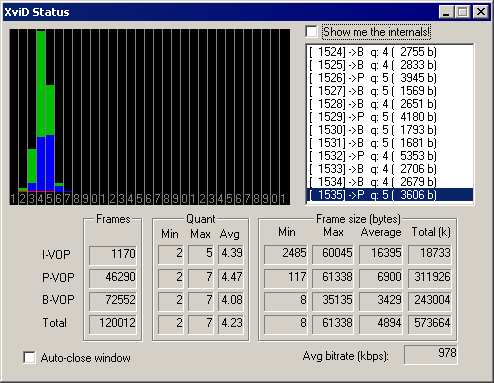 XviD Status
Show me the internals!
[ 1524] ->B q: 4 ( 2755 b)
[ 1525] ->B q: 4 ( 2833 b)
[ 1526] ->P q: 5 ( 3945 b)
[ 1527] ->B q: 5 ( 1569 b)
[ 1528] ->B q: 4 ( 2651 b)
[ 1529] ->P q: 5 ( 4180 b)
[ 1530] ->B q: 5 ( 1793 b)
[ 1531] ->B q: 5 ( 1681 b)
[ 1532] ->P q: 4 ( 5353 b)
[ 1533] ->B q: 4 ( 2706 b)
[ 1534] ->B q: 4 ( 2679 b)
[ 1535] ->P q: 5 ( 3606 b)
1 2 3 4 5 6 7 8 9 0 1 2 3 4 5 6 7 8 9 0 1 2 3 4 5 6 7 8 9 0 1
Frames Quant Frame size (bytes)
Min Max Avg Min Max Average Total (k)
I-VOP 1170 2 5 4.39 2485 60045 16395 18733
P-VOP 46290 2 7 4.47 117 61338 6900 311926
B-VOP 72552 2 7 4.08 8 35135 3429 243004
Total 120012 2 7 4.23 8 61338 4894 573664
Auto-close window Avg bitrate (kbps): 978